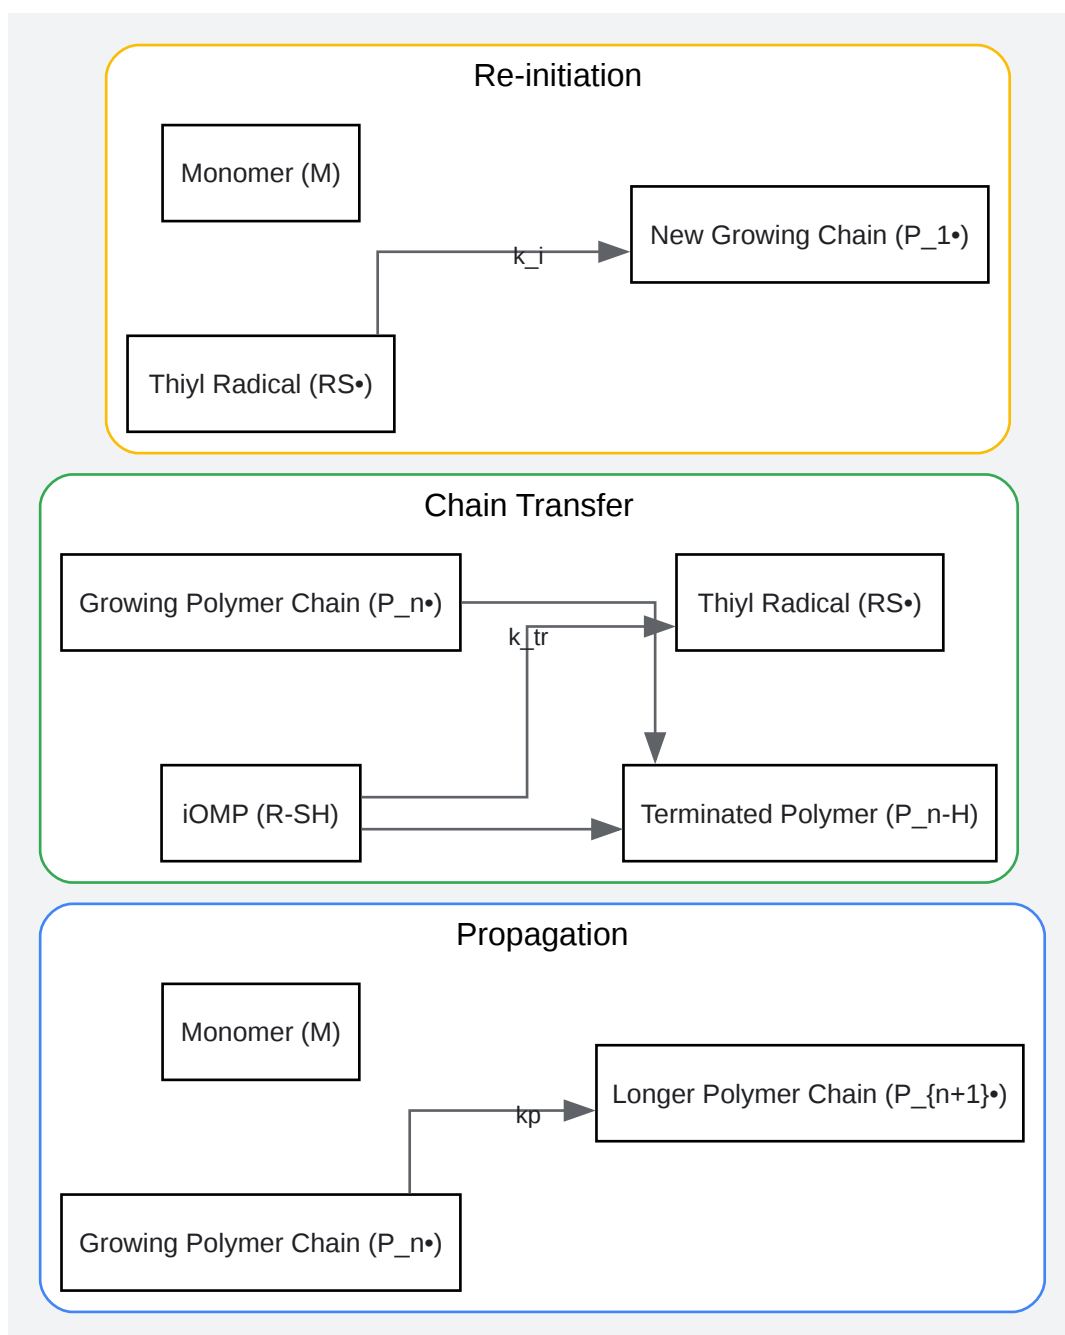 Re-initiation
Monomer (M)
New Growing Chain (P_1•)
k_i
Thiyl Radical (RS•)
Chain Transfer
Growing Polymer Chain (P_n•)
Thiyl Radical (RS•)
k_tr
iOMP (R-SH)
Terminated Polymer (P_n-H)
Propagation
Monomer (M)
Longer Polymer Chain (P_{n+1}•)
kp
Growing Polymer Chain (P_n•)